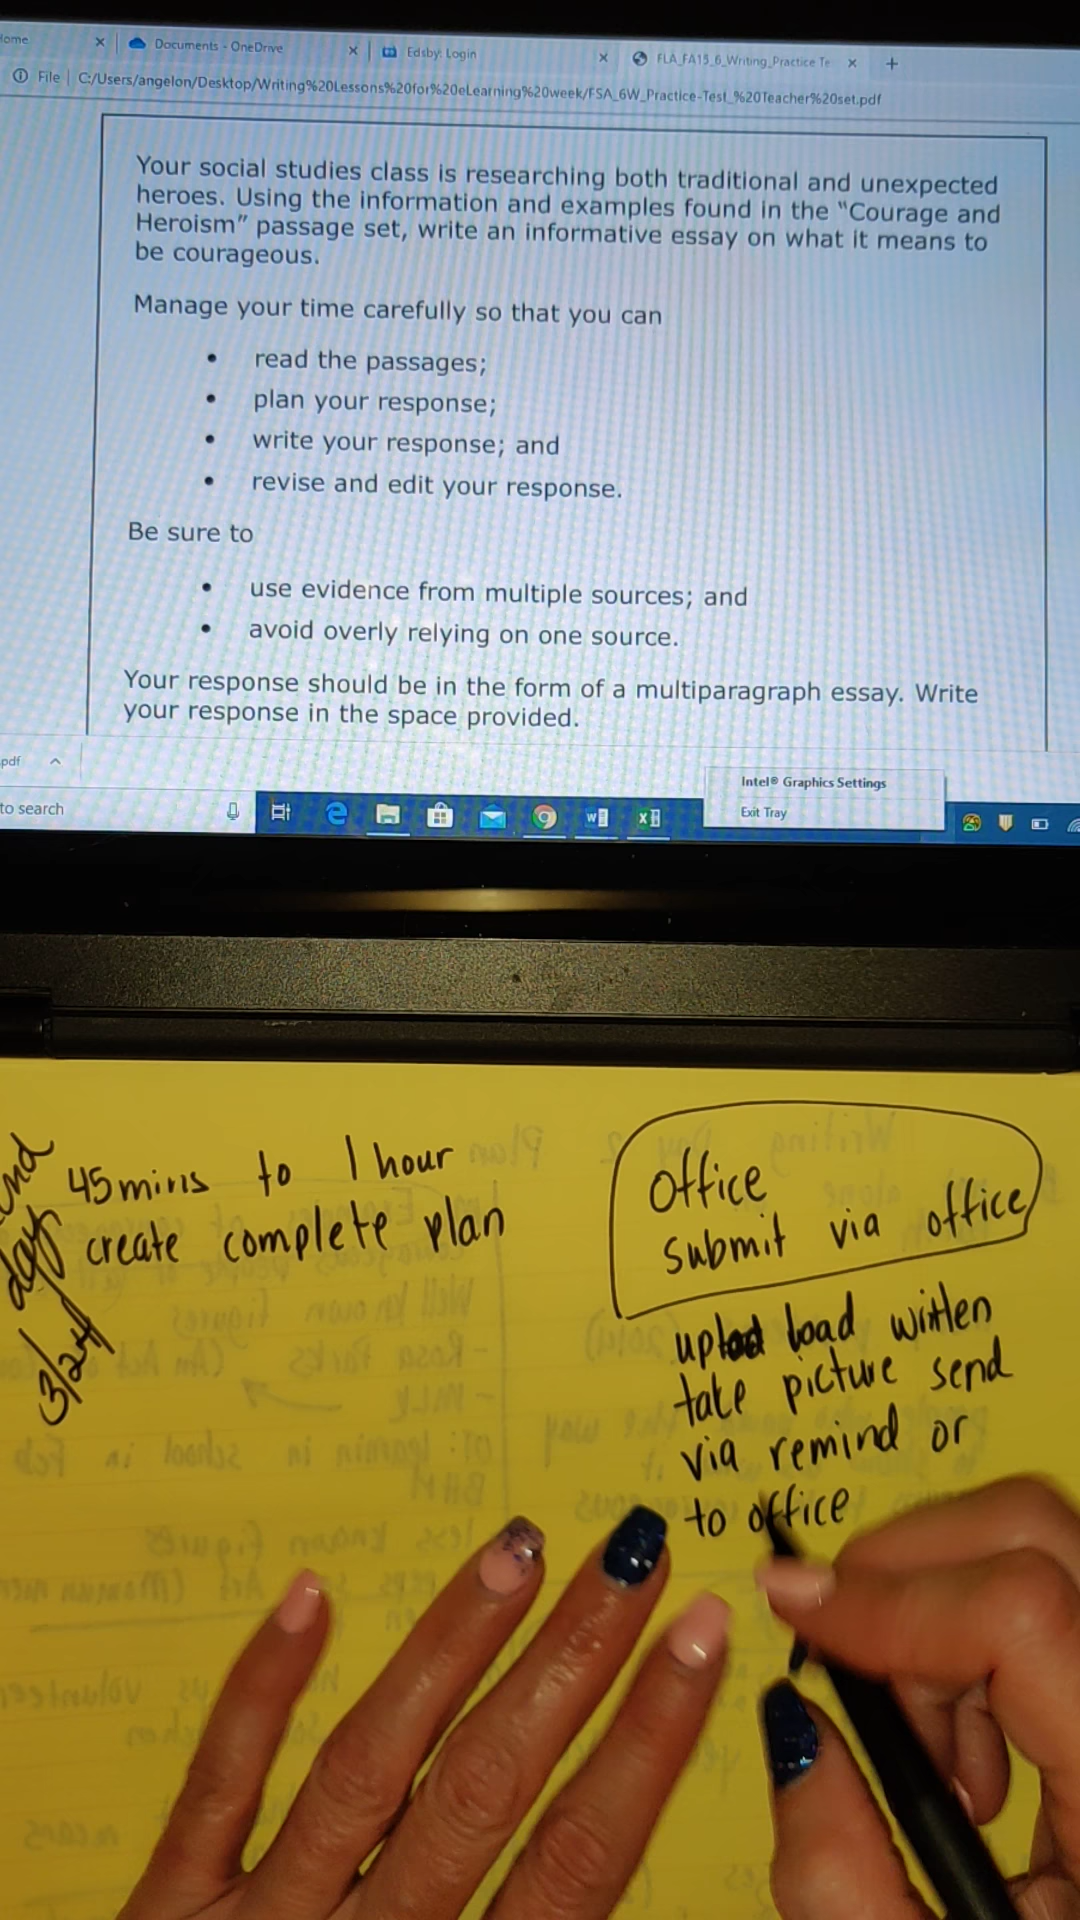 Home
Documents - OneDrive
Edsby: Login
FLA_FA15_6_Writing_Practice Te
File | C:/Users/angelon/Desktop/Writing%20Lessons%20for%20eLearning%20week/FSA_6W_Practice-Test_%20Teacher%20set.pdf
Your social studies class is researching both traditional and unexpected
heroes. Using the information and examples found in the “Courage and
Heroism” passage set, write an informative essay on what it means to
be courageous.
Manage your time carefully so that you can
• read the passages;
• plan your response;
• write your response; and
• revise and edit your response.
Be sure to
• use evidence from multiple sources; and
• avoid overly relying on one source.
Your response should be in the form of a multiparagraph essay. Write
your response in the space provided.
pdf
Intel® Graphics Settings
Exit Tray
to search
45 mins to 1 hour
create complete plan
3/24
Office
submit via office
load written
take picture send
via remind or
to office